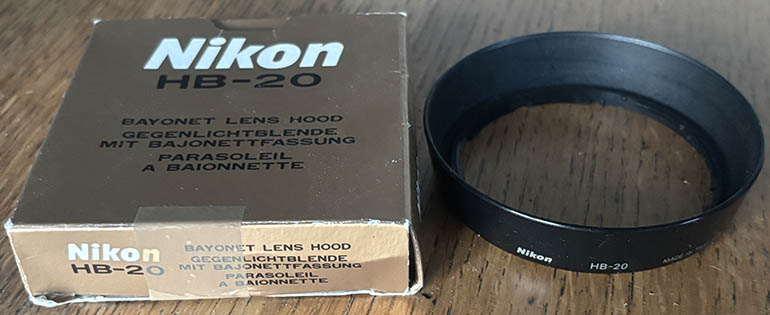 Nikon
HB-20
BAYONET LENS HOOD
GEGENLICHTBLENDE
MIT BAJONETTFASSUNG
PARASOLEIL
A BAIONNETTE
Nikon
HB-20
BAYONET LENS HOOD
GEGENLICHTBLENDE
MIT BAJONETTFASSUNG
PARASOLEIL
A BAIONNETTE
Nikon HB-20 MADE